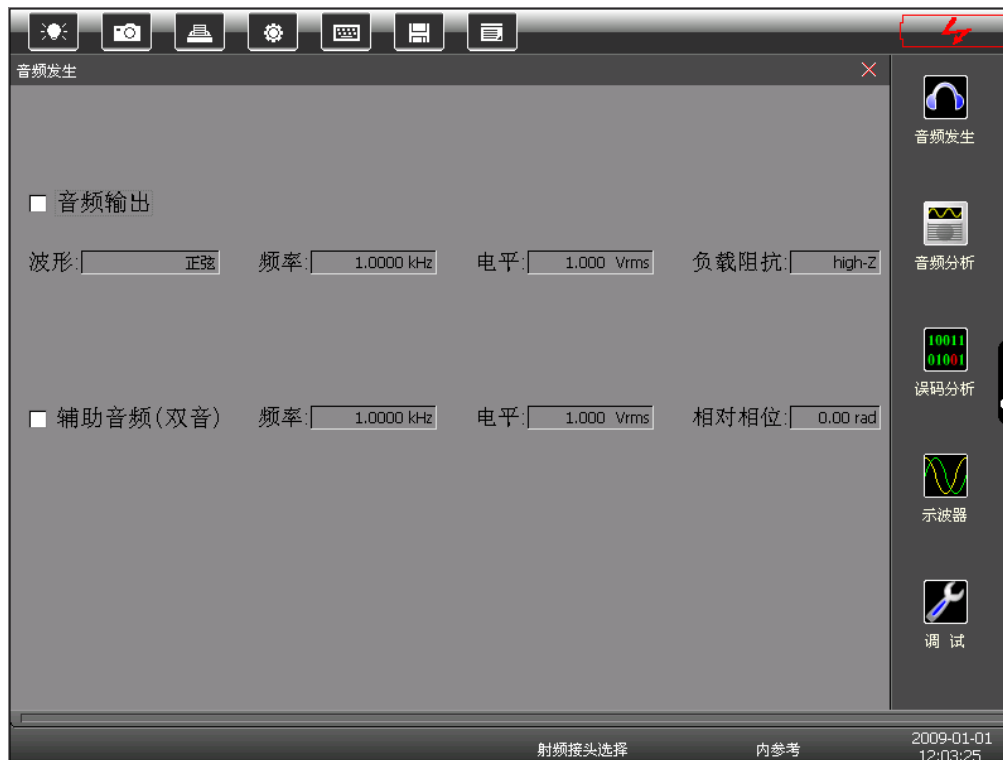 音频发生
音频输出
波形: 正弦 频率: 1.0000 kHz 电平: 1.000 Vrms 负载阻抗: high-Z
辅助音频(双音) 频率: 1.0000 kHz 电平: 1.000 Vrms 相对相位: 0.00 rad
音频发生
音频分析
10011
01001
误码分析
示波器
调 试
射频接头选择 内参考 2009-01-01
12:03:25